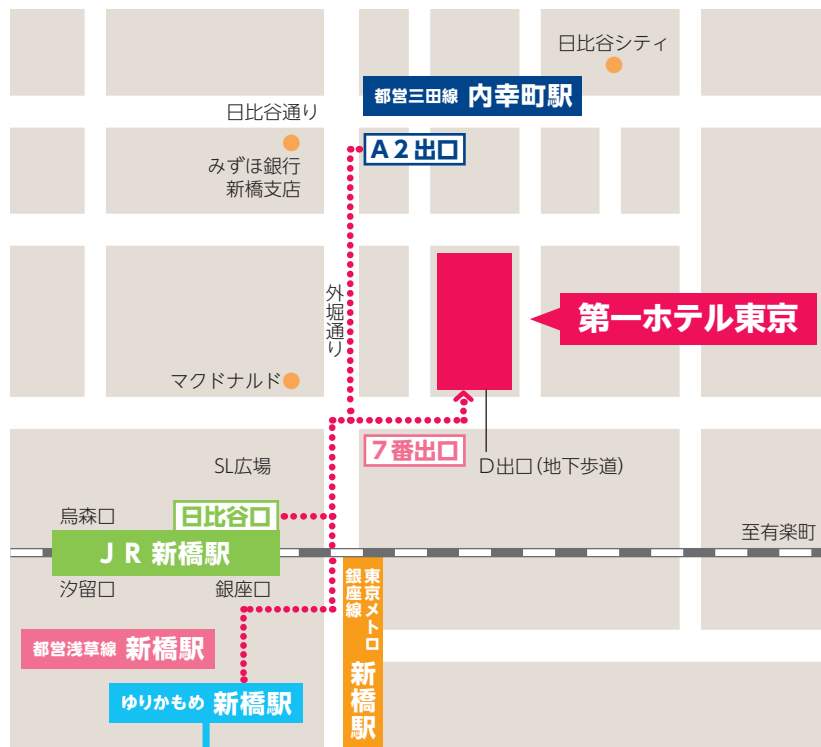 日比谷シティ
都営三田線 内幸町駅
日比谷通り
A2出口
みずほ銀行
新橋支店
外堀通り
第一ホテル東京
マクドナルド
7番出口
SL広場
D出口(地下歩道)
烏森口
日比谷口
至有楽町
JR 新橋駅
汐留口
銀座口
東京メトロ
銀座線
新橋駅
都営浅草線 新橋駅
ゆりかもめ 新橋駅